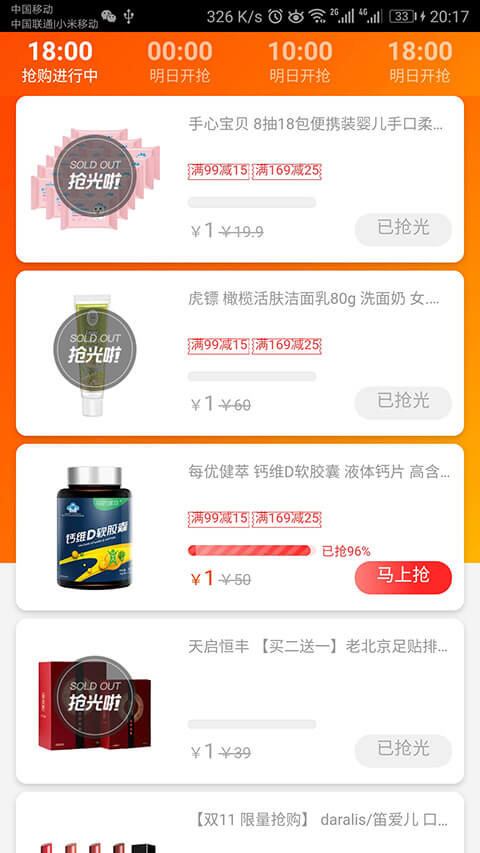 中国移动
中国联通|小米移动
326 K/s 2G 4G 33 20:17
18:00 00:00 10:00 18:00
抢购进行中 明日开抢 明日开抢 明日开抢
手心宝贝 8抽18包便携装婴儿手口柔...
SOLD OUT
抢光啦
满99减15 满169减25
￥1 ￥19.9 已抢光
虎镖 橄榄活肤洁面乳80g 洗面奶 女....
SOLD OUT
抢光啦
满99减15 满169减25
￥1 ￥60 已抢光
每优健萃 钙维D软胶囊 液体钙片 高含...
钙维D软胶囊
满99减15 满169减25
已抢96%
￥1 ￥50 马上抢
天启恒丰 【买二送一】老北京足贴排...
SOLD OUT
抢光啦
￥1 ￥39 已抢光
【双11 限量抢购】 daralis/笛爱儿 口...